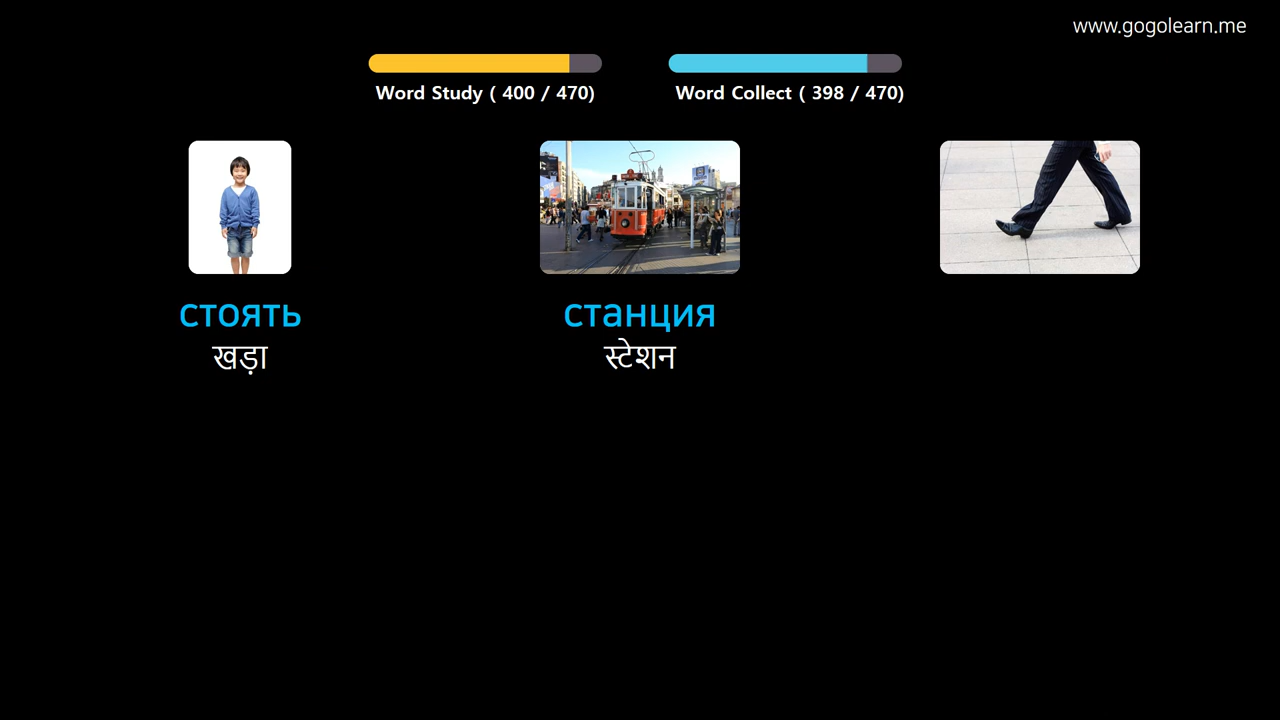 www.gogolearn.me
Word Study ( 400 / 470)
Word Collect ( 398 / 470)
стоять
станция
खड़ा
स्टेशन